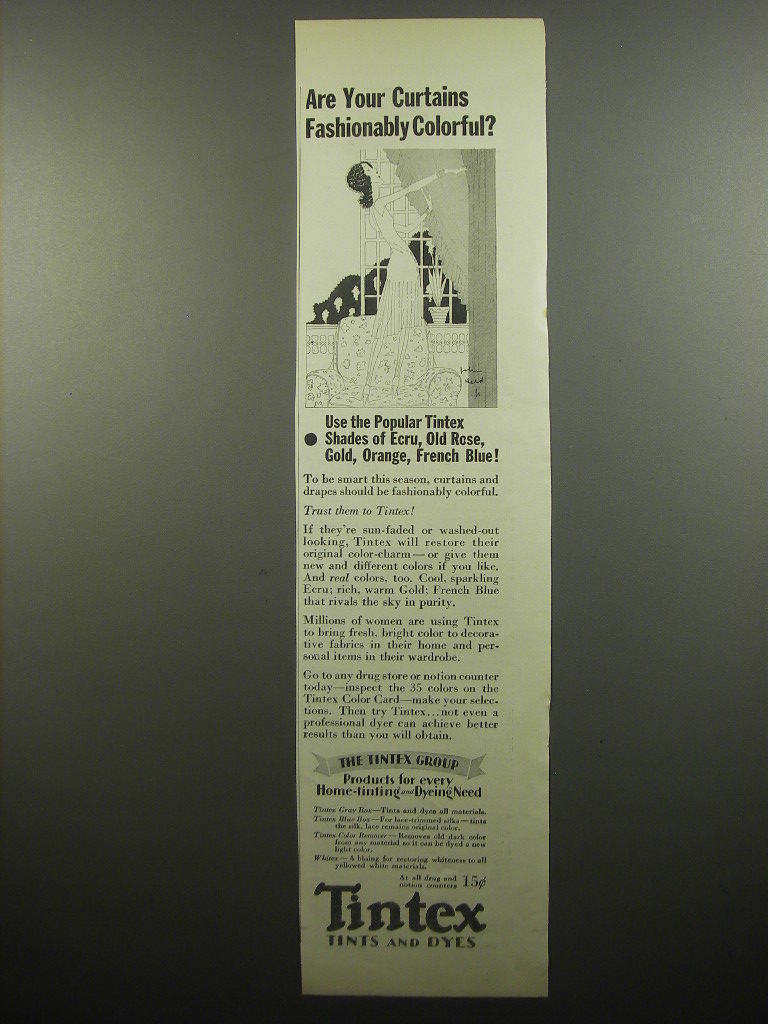 Are Your Curtains
Fashionably Colorful?
John
Held
Jr
Use the Popular Tintex
● Shades of Ecru, Old Rose,
Gold, Orange, French Blue!
To be smart this season, curtains and
drapes should be fashionably colorful.
Trust them to Tintex!
If they're sun-faded or washed-out
looking, Tintex will restore their
original color-charm—or give them
new and different colors if you like.
And real colors, too. Cool, sparkling
Ecru; rich, warm Gold; French Blue
that rivals the sky in purity.
Millions of women are using Tintex
to bring fresh, bright color to decora-
tive fabrics in their home and per-
sonal items in their wardrobe.
Go to any drug store or notion counter
today—inspect the 35 colors on the
Tintex Color Card—make your selec-
tions. Then try Tintex...not even a
professional dyer can achieve better
results than you will obtain.
THE TINTEX GROUP
Products for every
Home-tinting and Dyeing Need
Tintex Gray Box—Tints and dyes all materials.
Tintex Blue Box—For lace-trimmed silks—tints
the silk, lace remains original color.
Tintex Color Remover—Removes old dark color
from any material so it can be dyed a new
light color.
Whitex—A bluing for restoring whiteness to all
yellowed white materials.
At all drug and
notion counters 15¢
Tintex
TINTS AND DYES